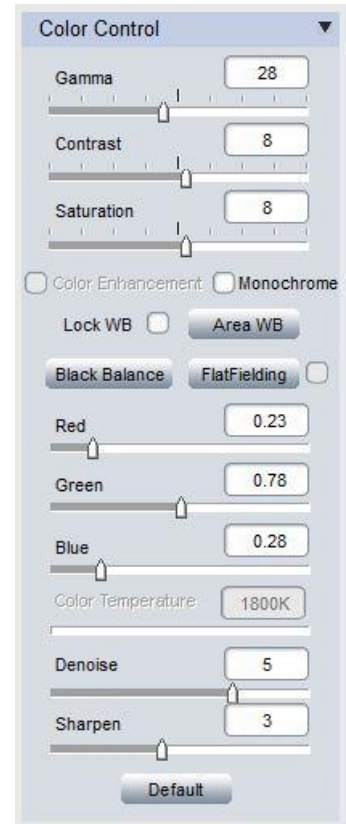 Color Control
Gamma 28
Contrast 8
Saturation 8
Color Enhancement Monochrome
Lock WB Area WB
Black Balance FlatFielding
Red 0.23
Green 0.78
Blue 0.28
Color Temperature 1800K
Denoise 5
Sharpen 3
Default